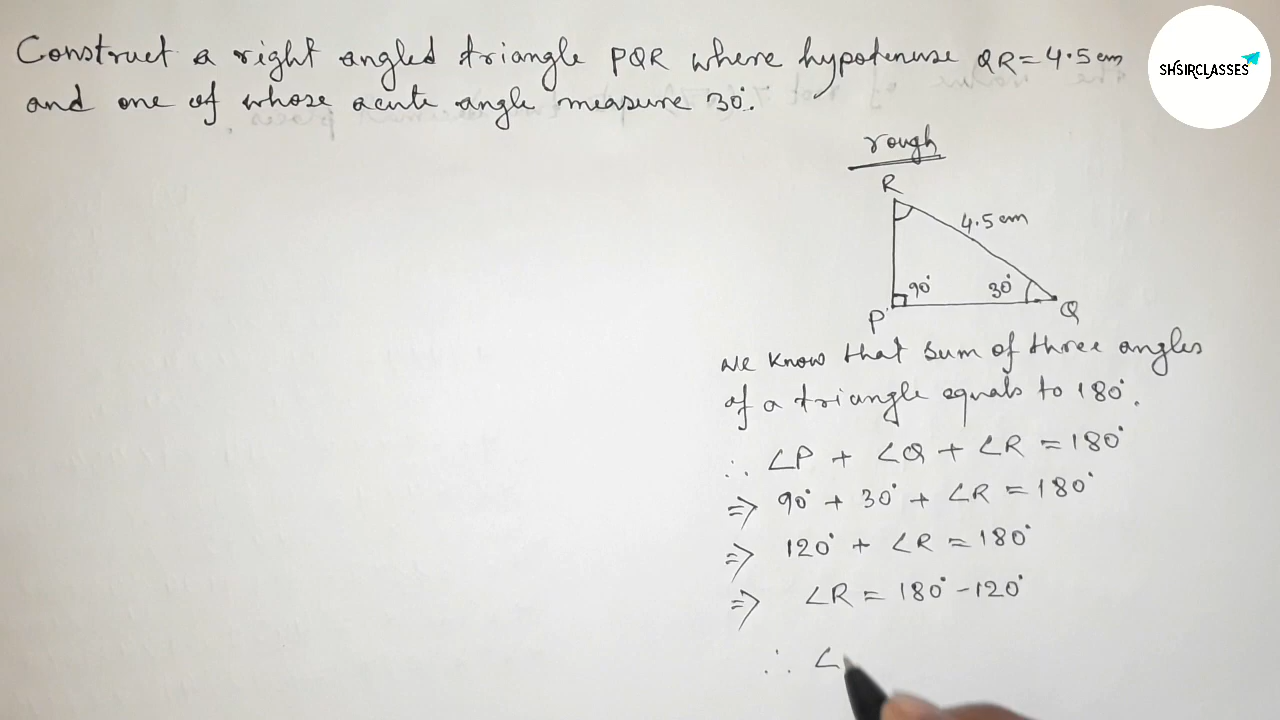 Construct a right angled triangle PQR where hypotenuse QR = 4.5 cm
and one of whose acute angle measure 30°.
SHSIRCLASSES
rough
R
4.5 cm
90° 30°
P Q
We know that sum of three angles
of a triangle equals to 180°.
∴ ∠P + ∠Q + ∠R = 180°
⇒ 90° + 30° + ∠R = 180°
⇒ 120° + ∠R = 180°
⇒ ∠R = 180° - 120°
∴ ∠